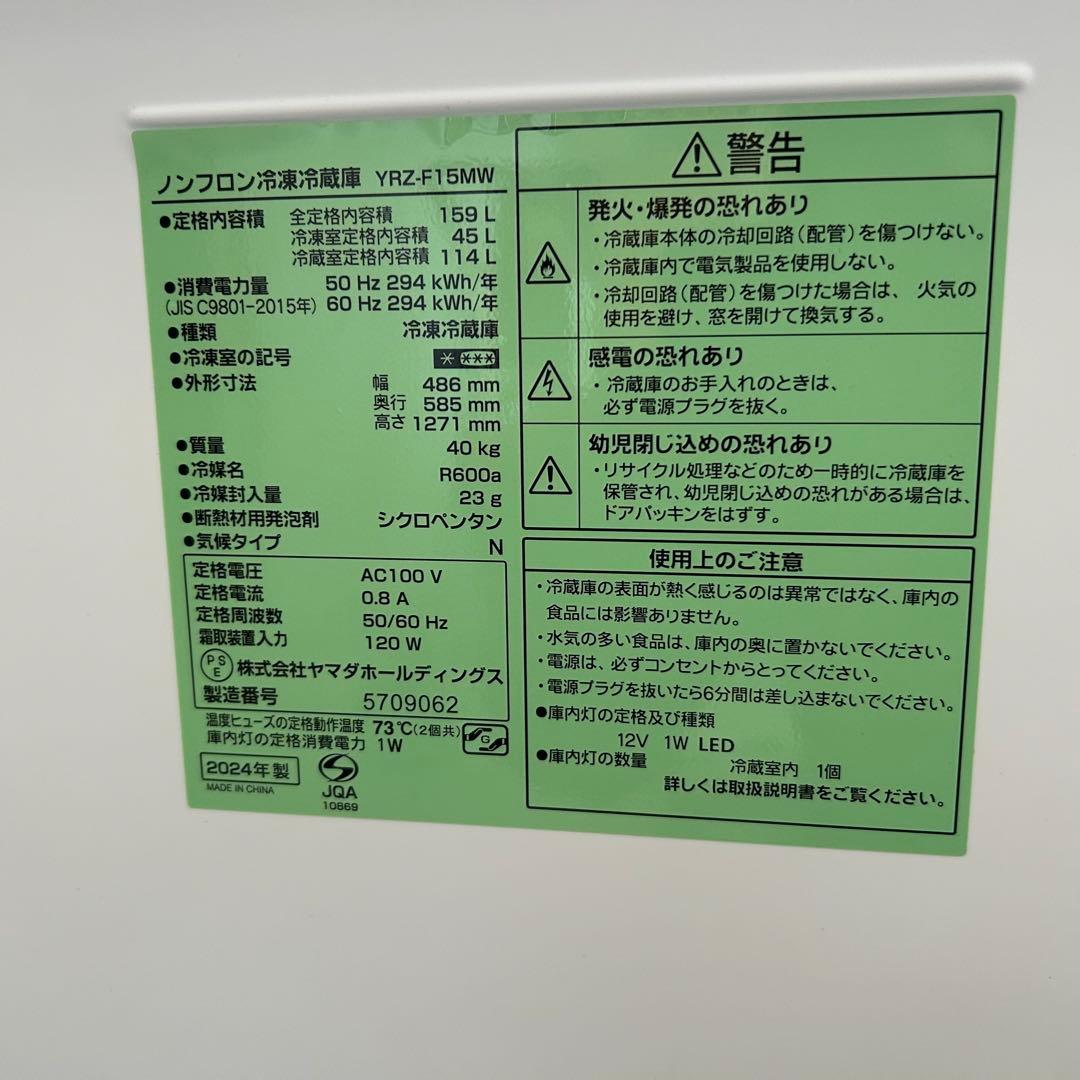 ノンフロン冷凍冷蔵庫 YRZ-F15MW
●定格内容積 全定格内容積 159 L
冷凍室定格内容積 45 L
冷蔵室定格内容積 114 L
●消費電力量 50 Hz 294 kWh/年
(JIS C9801-2015年) 60 Hz 294 kWh/年
●種類 冷凍冷蔵庫
●冷凍室の記号
●外形寸法 幅 486 mm
奥行 585 mm
高さ 1271 mm
●質量 40 kg
●冷媒名 R600a
●冷媒封入量 23 g
●断熱材用発泡剤 シクロペンタン
●気候タイプ N
定格電圧 AC100 V
定格電流 0.8 A
定格周波数 50/60 Hz
霜取装置入力 120 W
PSE 株式会社ヤマダホールディングス
製造番号 5709062
温度ヒューズの定格動作温度 73℃(2個共)
庫内灯の定格消費電力 1W
G
2024年製
MADE IN CHINA
JQA
10869
警告
発火・爆発の恐れあり
・冷蔵庫本体の冷却回路(配管)を傷つけない。
・冷蔵庫内で電気製品を使用しない。
・冷却回路(配管)を傷つけた場合は、火気の
使用を避け、窓を開けて換気する。
感電の恐れあり
・冷蔵庫のお手入れのときは、
必ず電源プラグを抜く。
幼児閉じ込めの恐れあり
・リサイクル処理などのため一時的に冷蔵庫を
保管され、幼児閉じ込めの恐れがある場合は、
ドアパッキンをはずす。
使用上のご注意
・冷蔵庫の表面が熱く感じるのは異常ではなく、庫内の
食品には影響ありません。
・水気の多い食品は、庫内の奥に置かないでください。
・電源は、必ずコンセントからとってください。
・電源プラグを抜いたら6分間は差し込まないでください。
●庫内灯の定格及び種類
12V 1W LED
●庫内灯の数量 冷蔵室内 1個
詳しくは取扱説明書をご覧ください。